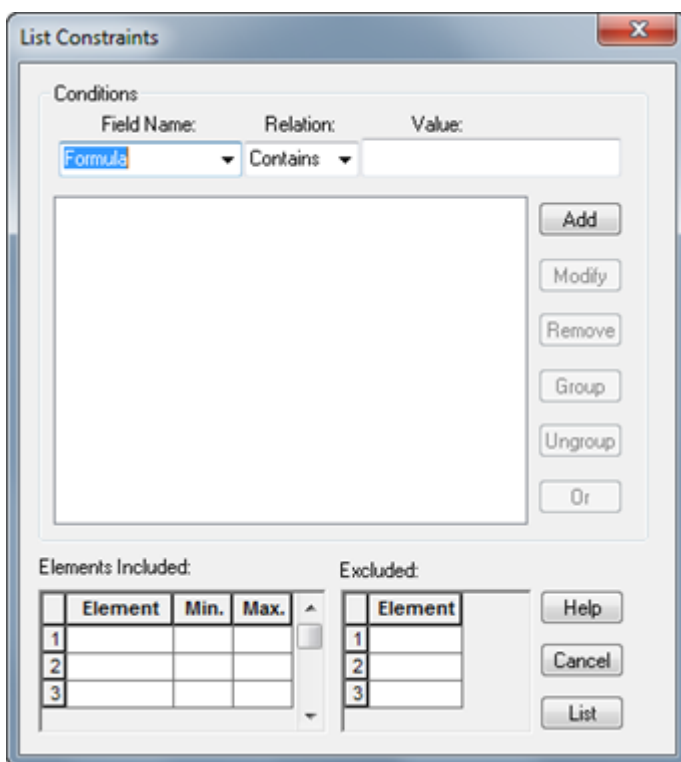 List Constraints
Conditions
Field Name: Relation: Value:
Formula Contains
Add
Modify
Remove
Group
Ungroup
Or
Elements Included:
Excluded:
Element Min. Max.
Element
1
2
3
1
2
3
Help
Cancel
List